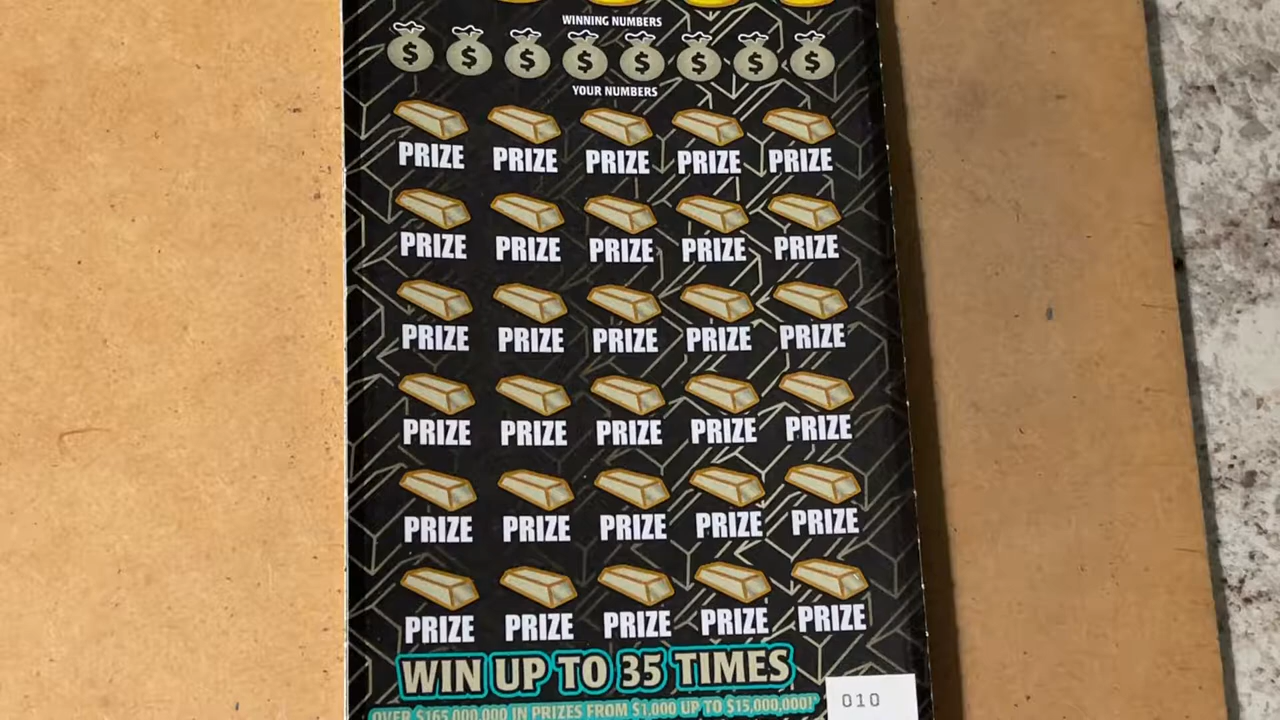 WINNING NUMBERS
$ $ $ $ $ $ $ $
YOUR NUMBERS
PRIZE PRIZE PRIZE PRIZE PRIZE
PRIZE PRIZE PRIZE PRIZE PRIZE
PRIZE PRIZE PRIZE PRIZE PRIZE
PRIZE PRIZE PRIZE PRIZE PRIZE
PRIZE PRIZE PRIZE PRIZE PRIZE
PRIZE PRIZE PRIZE PRIZE PRIZE
WIN UP TO 35 TIMES
OVER $165,000,000 IN PRIZES FROM $1,000 UP TO $15,000,000!*
010